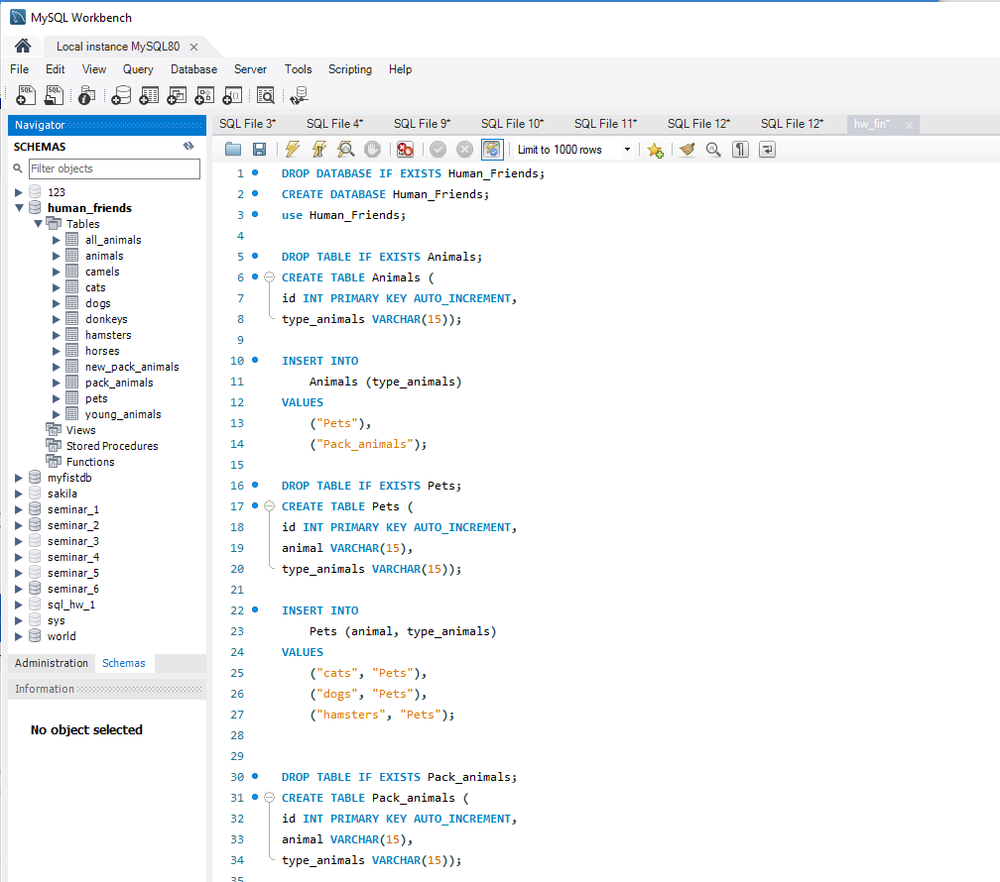 MySQL Workbench
Local instance MySQL80
File Edit View Query Database Server Tools Scripting Help
Navigator
SCHEMAS
Filter objects
123
human_friends
Tables
all_animals
animals
camels
cats
dogs
donkeys
hamsters
horses
new_pack_animals
pack_animals
pets
young_animals
Views
Stored Procedures
Functions
myfistdb
sakila
seminar_1
seminar_2
seminar_3
seminar_4
seminar_5
seminar_6
sql_hw_1
sys
world
Administration Schemas
Information
No object selected
SQL File 3* SQL File 4* SQL File 9* SQL File 10* SQL File 11* SQL File 12* SQL File 12* hw_fin*
Limit to 1000 rows
1 DROP DATABASE IF EXISTS Human_Friends;
2 CREATE DATABASE Human_Friends;
3 use Human_Friends;
4
5 DROP TABLE IF EXISTS Animals;
6 CREATE TABLE Animals (
7 id INT PRIMARY KEY AUTO_INCREMENT,
8 type_animals VARCHAR(15));
9
10 INSERT INTO
11 Animals (type_animals)
12 VALUES
13 ("Pets"),
14 ("Pack_animals");
15
16 DROP TABLE IF EXISTS Pets;
17 CREATE TABLE Pets (
18 id INT PRIMARY KEY AUTO_INCREMENT,
19 animal VARCHAR(15),
20 type_animals VARCHAR(15));
21
22 INSERT INTO
23 Pets (animal, type_animals)
24 VALUES
25 ("cats", "Pets"),
26 ("dogs", "Pets"),
27 ("hamsters", "Pets");
28
29
30 DROP TABLE IF EXISTS Pack_animals;
31 CREATE TABLE Pack_animals (
32 id INT PRIMARY KEY AUTO_INCREMENT,
33 animal VARCHAR(15),
34 type_animals VARCHAR(15));
35